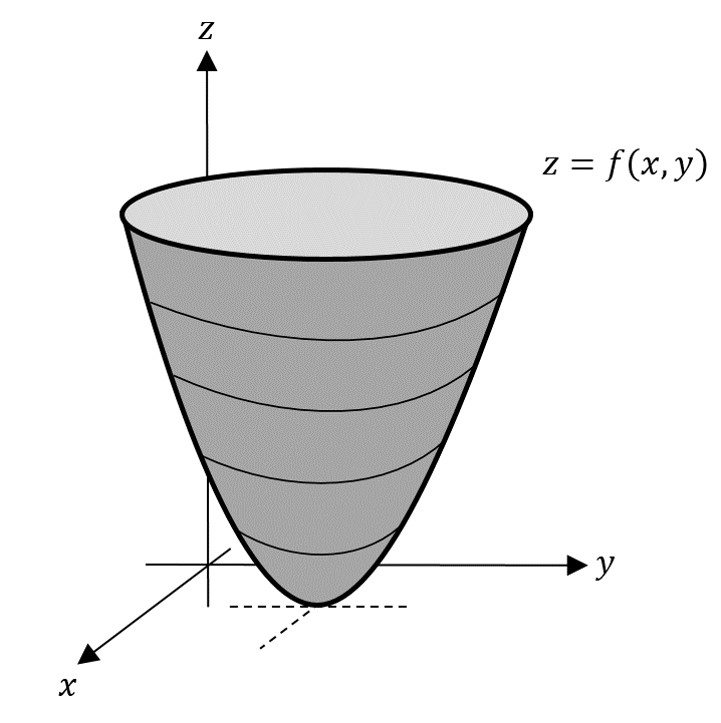 z
z = f(x, y)
y
x